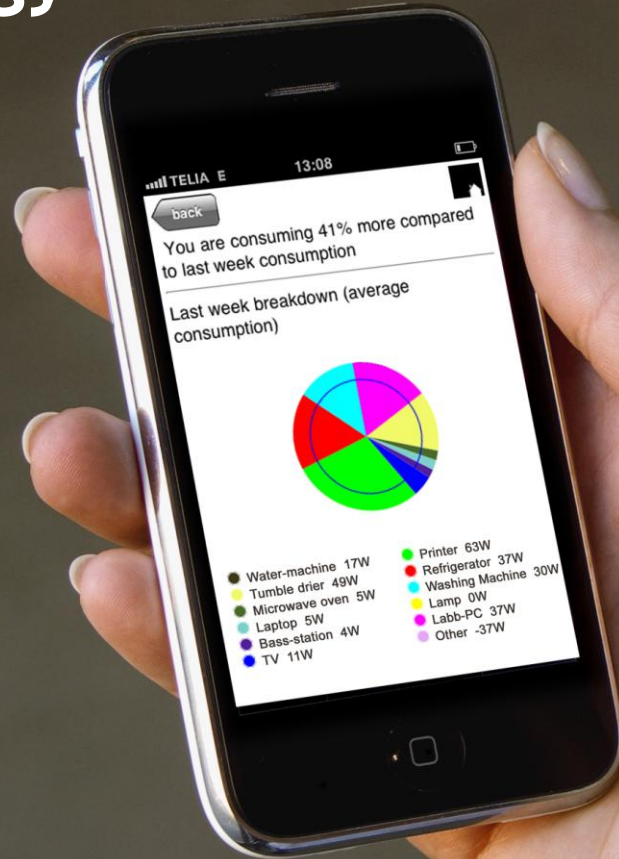 TELIA E 13:08
back
You are consuming 41% more compared
to last week consumption
Last week breakdown (average
consumption)
Water-machine 17W
Tumble drier 49W
Microwave oven 5W
Laptop 5W
Bass-station 4W
TV 11W
Printer 63W
Refrigerator 37W
Washing Machine 30W
Lamp 0W
Labb-PC 37W
Other -37W